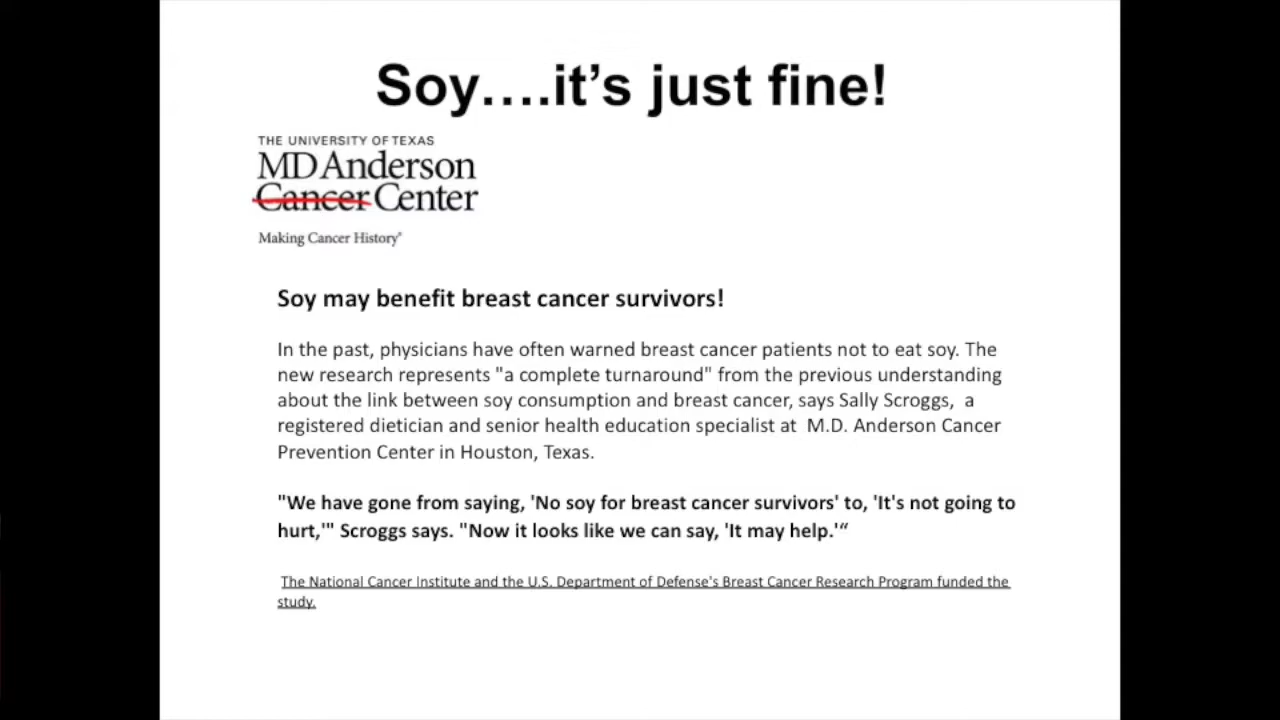 Soy....it’s just fine!
THE UNIVERSITY OF TEXAS
MD Anderson
Cancer Center
Making Cancer History®
Soy may benefit breast cancer survivors!
In the past, physicians have often warned breast cancer patients not to eat soy. The
new research represents "a complete turnaround" from the previous understanding
about the link between soy consumption and breast cancer, says Sally Scroggs, a
registered dietician and senior health education specialist at M.D. Anderson Cancer
Prevention Center in Houston, Texas.
"We have gone from saying, 'No soy for breast cancer survivors' to, 'It's not going to
hurt,'" Scroggs says. "Now it looks like we can say, 'It may help.'“
The National Cancer Institute and the U.S. Department of Defense's Breast Cancer Research Program funded the
study.